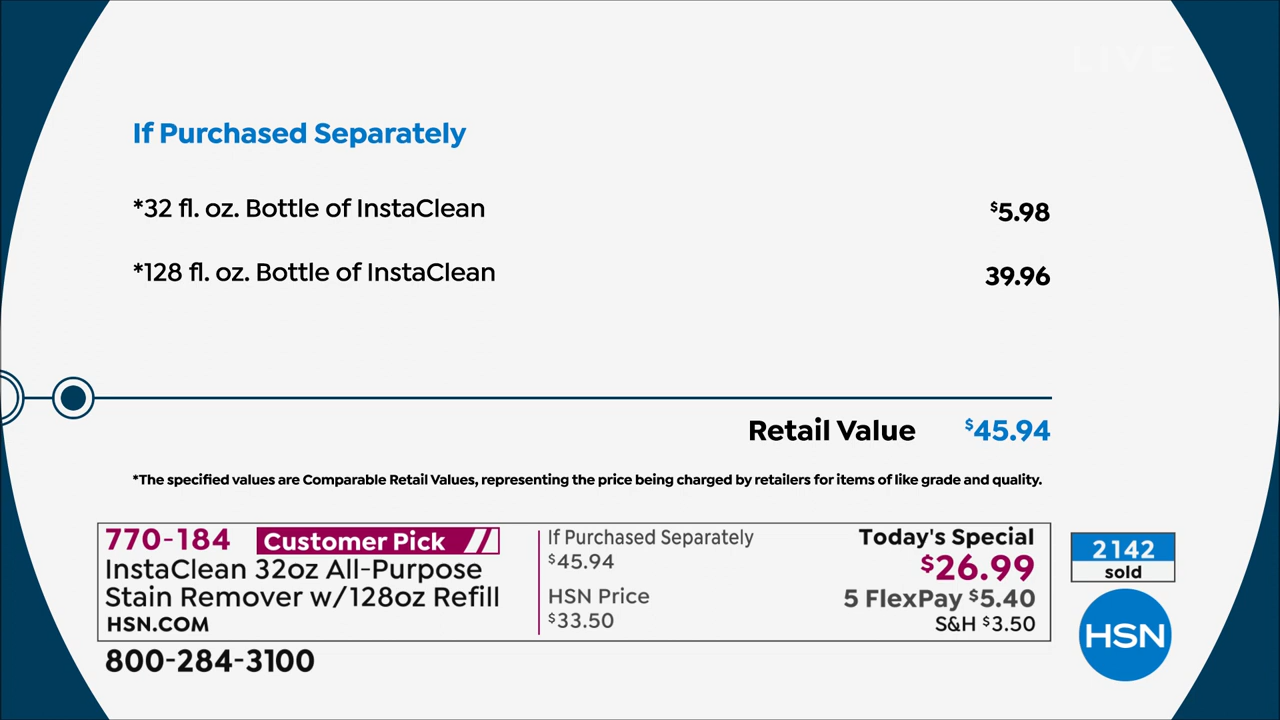 LIVE
If Purchased Separately
*32 fl. oz. Bottle of InstaClean $5.98
*128 fl. oz. Bottle of InstaClean 39.96
Retail Value $45.94
*The specified values are Comparable Retail Values, representing the price being charged by retailers for items of like grade and quality.
770-184 Customer Pick
InstaClean 32oz All-Purpose
Stain Remover w/128oz Refill
HSN.COM
If Purchased Separately
$45.94
HSN Price
$33.50
Today's Special
$26.99
5 FlexPay $5.40
S&H $3.50
2142
sold
HSN
800-284-3100